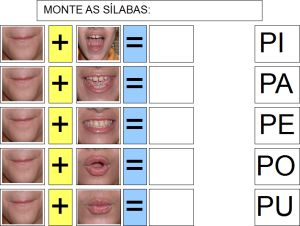 MONTE AS SÍLABAS:
+ = PI
+ = PA
+ = PE
+ = PO
+ = PU